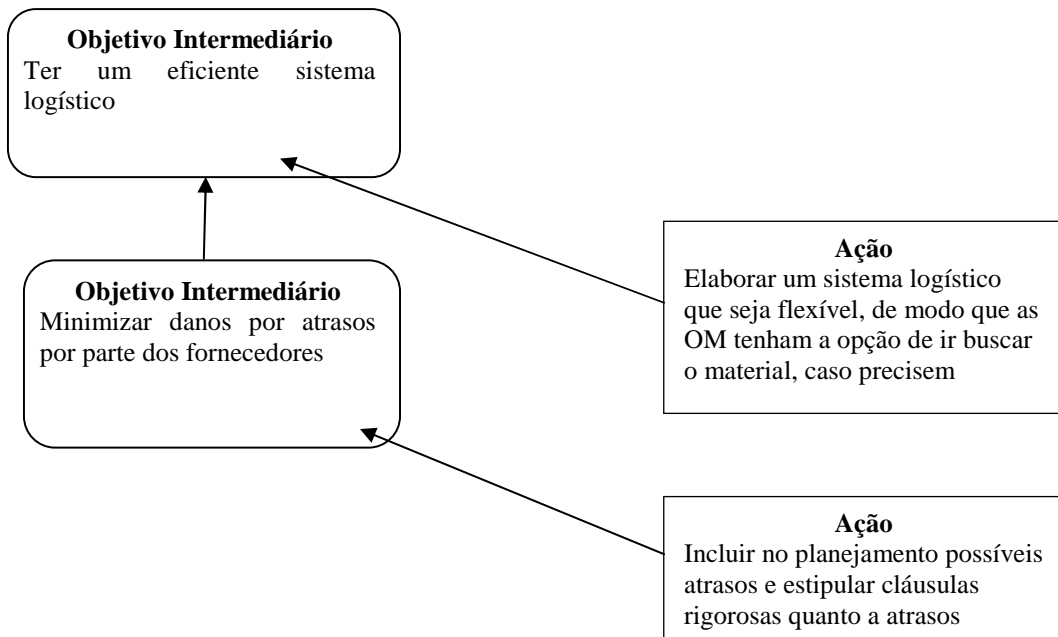 Objetivo Intermediário
Ter um eficiente sistema
logístico
Objetivo Intermediário
Minimizar danos por atrasos
por parte dos fornecedores
Ação
Elaborar um sistema logístico
que seja flexível, de modo que as
OM tenham a opção de ir buscar
o material, caso precisem
Ação
Incluir no planejamento possíveis
atrasos e estipular cláusulas
rigorosas quanto a atrasos